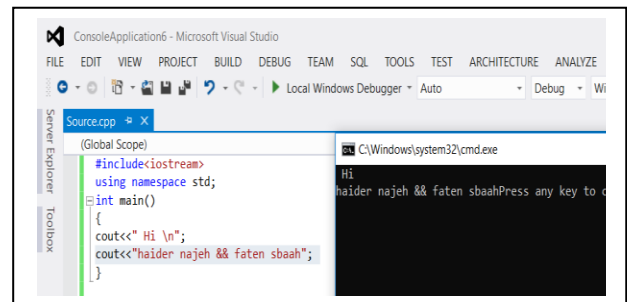 ConsoleApplication6 - Microsoft Visual Studio
FILE EDIT VIEW PROJECT BUILD DEBUG TEAM SQL TOOLS TEST ARCHITECTURE ANALYZE
Local Windows Debugger Auto Debug Wi
Server Explorer
Toolbox
Source.cpp
(Global Scope)
#include<iostream>
using namespace std;
int main()
{
cout<<" Hi \n";
cout<<"haider najeh && faten sbaah";
}
C:\Windows\system32\cmd.exe
Hi
haider najeh && faten sbaahPress any key to c